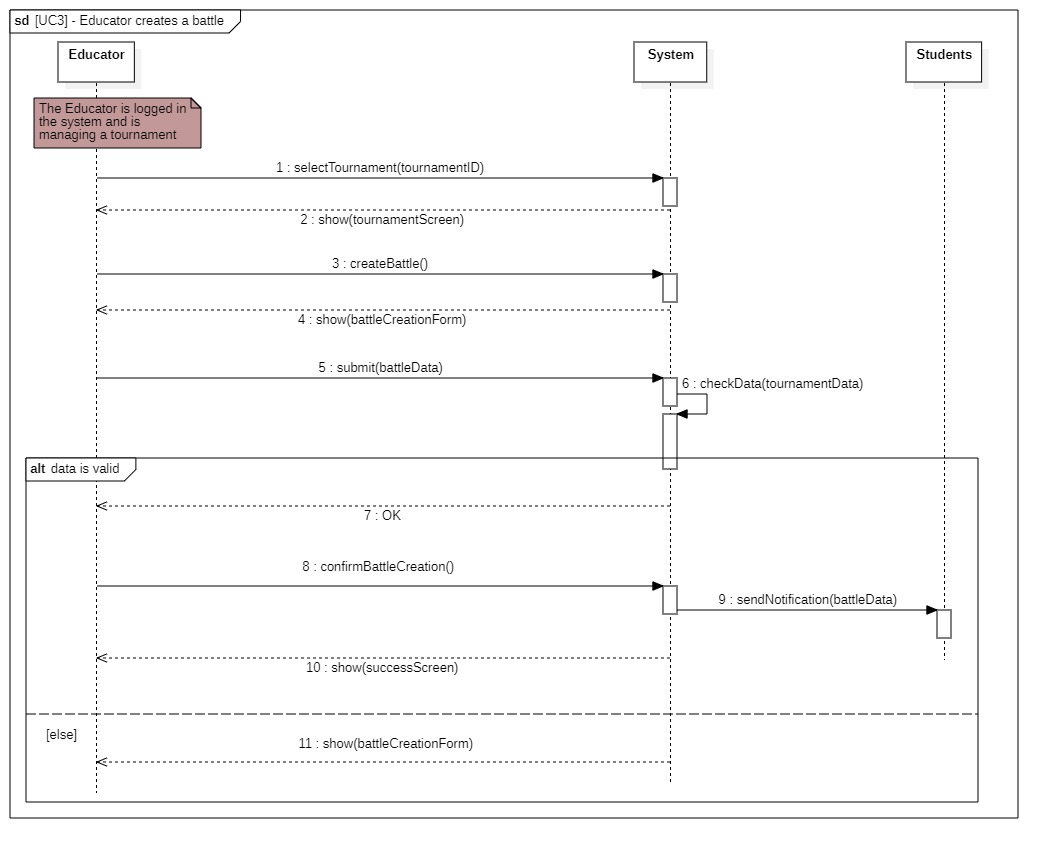 sd [UC3] - Educator creates a battle
Educator
System
Students
The Educator is logged in
the system and is
managing a tournament
1 : selectTournament(tournamentID)
2 : show(tournamentScreen)
3 : createBattle()
4 : show(battleCreationForm)
5 : submit(battleData)
6 : checkData(tournamentData)
alt data is valid
7 : OK
8 : confirmBattleCreation()
9 : sendNotification(battleData)
10 : show(successScreen)
[else]
11 : show(battleCreationForm)